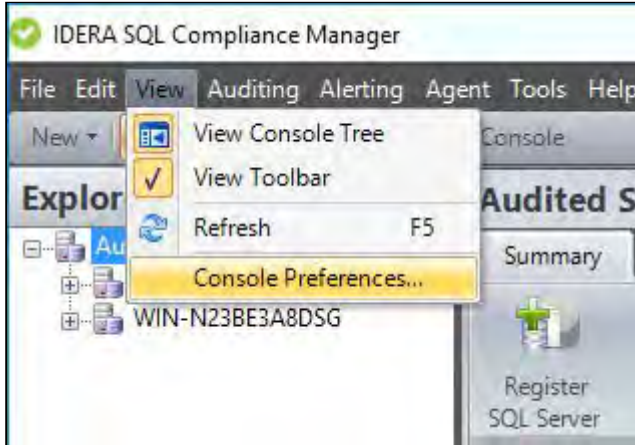 IDERA SQL Compliance Manager
File Edit View Auditing Alerting Agent Tools Help
New
View Console Tree
Console
View Toolbar
Explor
Audited S
Refresh F5
Au
Summary
Console Preferences...
WIN-N23BE3A8DSG
Register
SQL Server